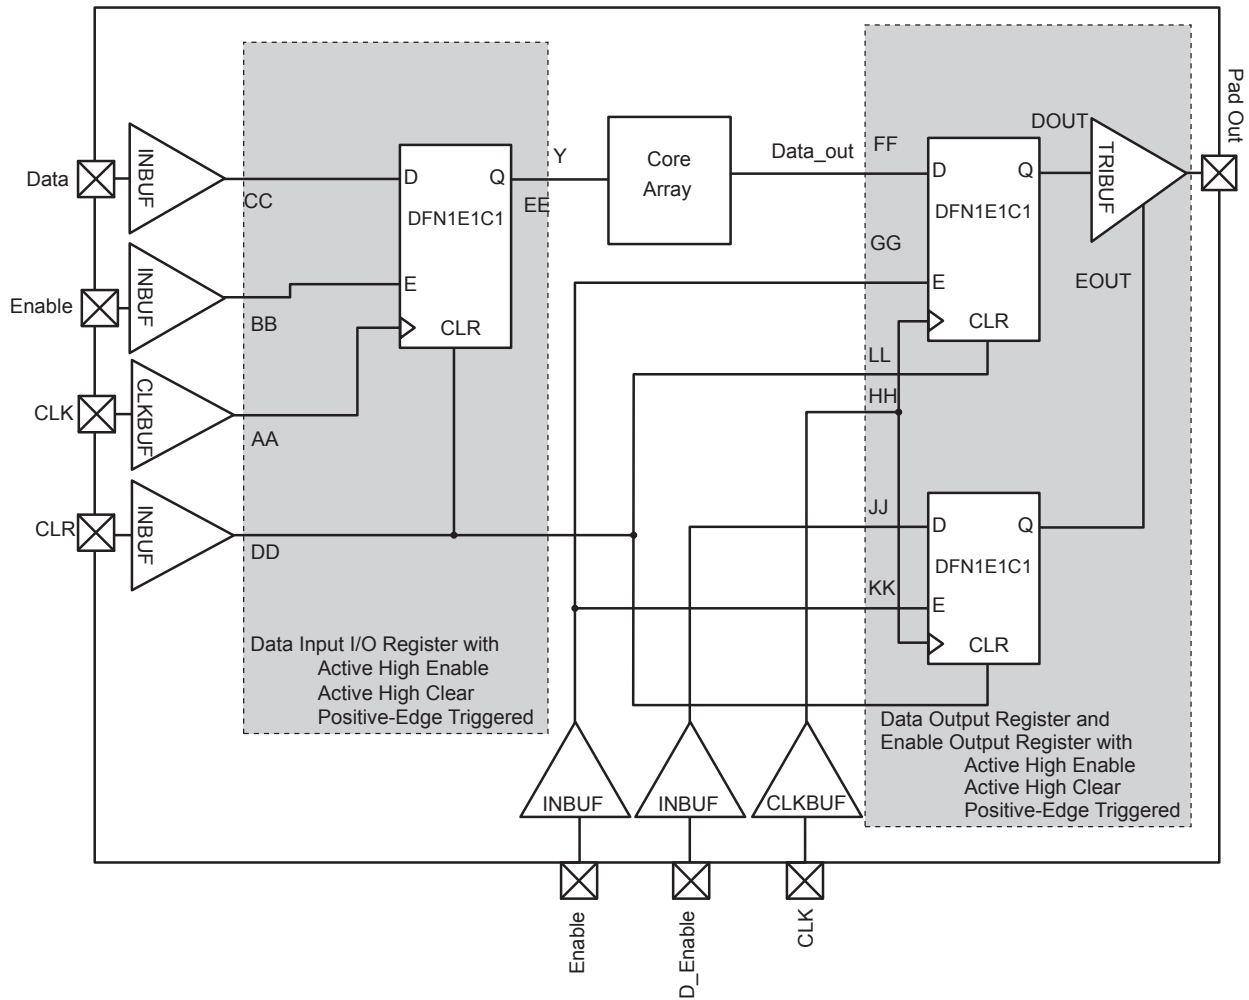 Pad Out
DOUT
FF
Data_out
Y
Core
Array
INBUF
TRIBUF
Data
D
Q
D
Q
CC
EE
DFN1E1C1
DFN1E1C1
GG
INBUF
E
E
EOUT
Enable
BB
CLR
CLR
LL
CLKBUF
HH
CLK
AA
INBUF
JJ
CLR
D
Q
DD
DFN1E1C1
KK
E
CLR
Data Input I/O Register with
Active High Enable
Active High Clear
Positive-Edge Triggered
Data Output Register and
Enable Output Register with
Active High Enable
Active High Clear
Positive-Edge Triggered
INBUF
INBUF
CLKBUF
Enable
D_Enable
CLK